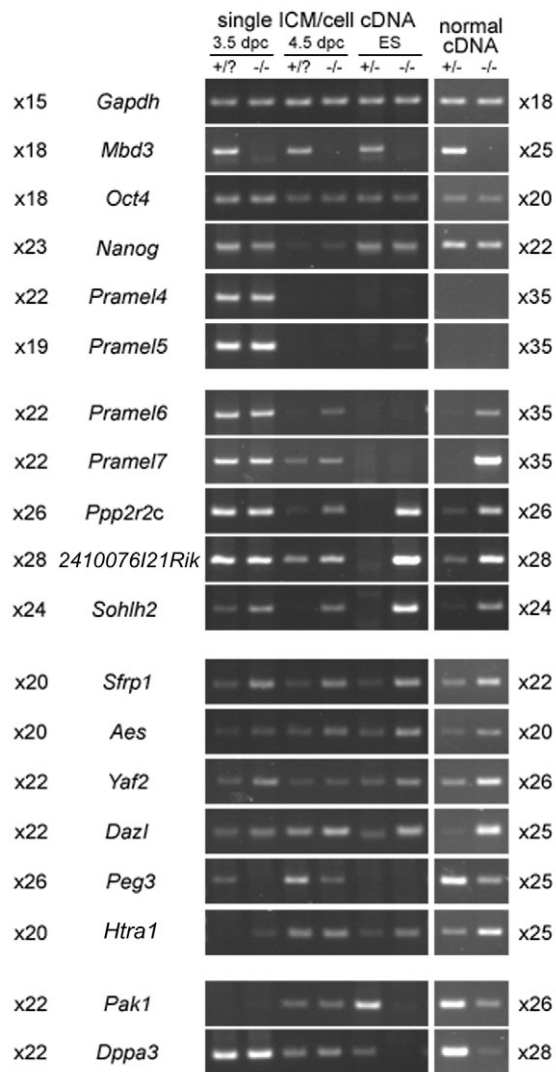 single ICM/cell cDNA normal cDNA
3.5 dpc 4.5 dpc ES
+/? -/- +/? -/- +/- -/- +/- -/-
x15 Gapdh x18
x18 Mbd3 x25
x18 Oct4 x20
x23 Nanog x22
x22 Pramel4 x35
x19 Pramel5 x35
x22 Pramel6 x35
x22 Pramel7 x35
x26 Ppp2r2c x26
x28 2410076I21Rik x28
x24 Sohlh2 x24
x20 Sfrp1 x22
x20 Aes x20
x22 Yaf2 x26
x22 Dazl x25
x26 Peg3 x25
x20 Htra1 x25
x22 Pak1 x26
x22 Dppa3 x28